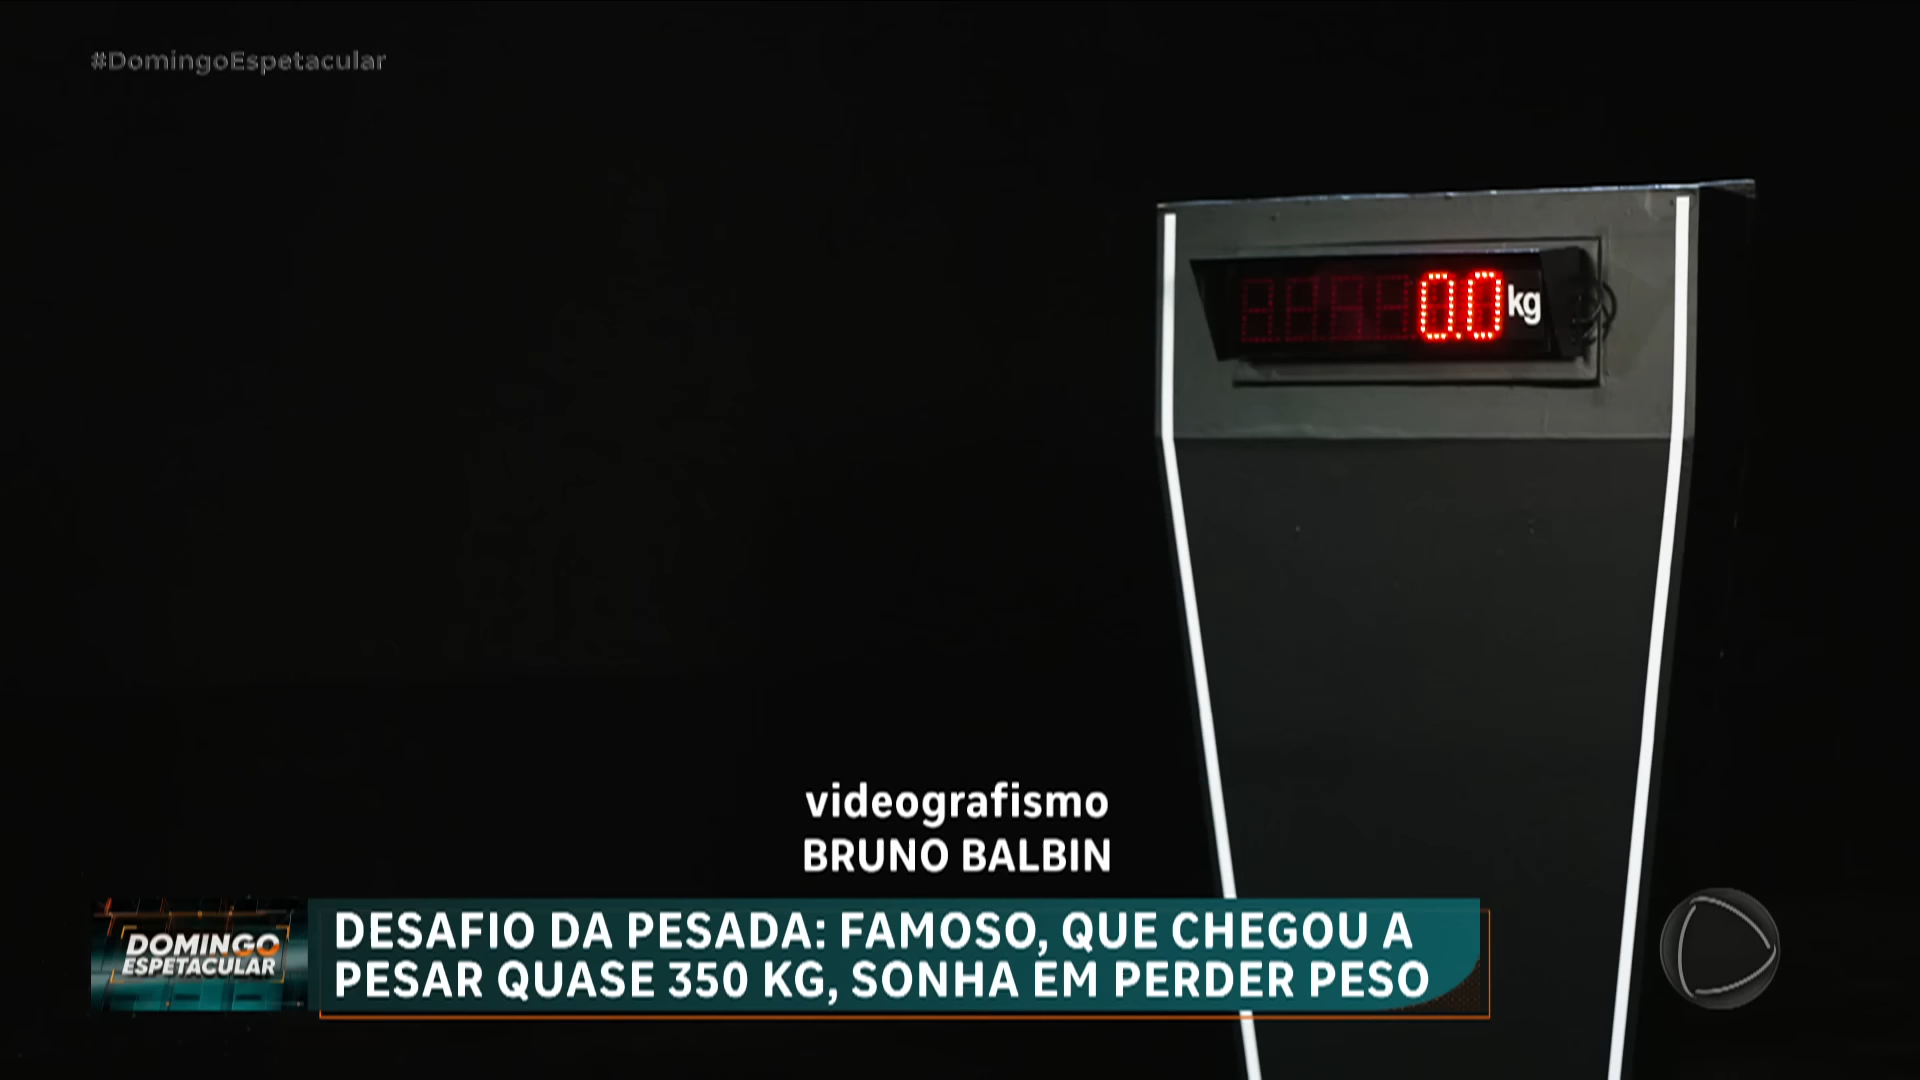 #DomingoEspetacular
0.0 kg
videografismo
BRUNO BALBIN
DOMINGO
ESPETACULAR
DESAFIO DA PESADA: FAMOSO, QUE CHEGOU A
PESAR QUASE 350 KG, SONHA EM PERDER PESO